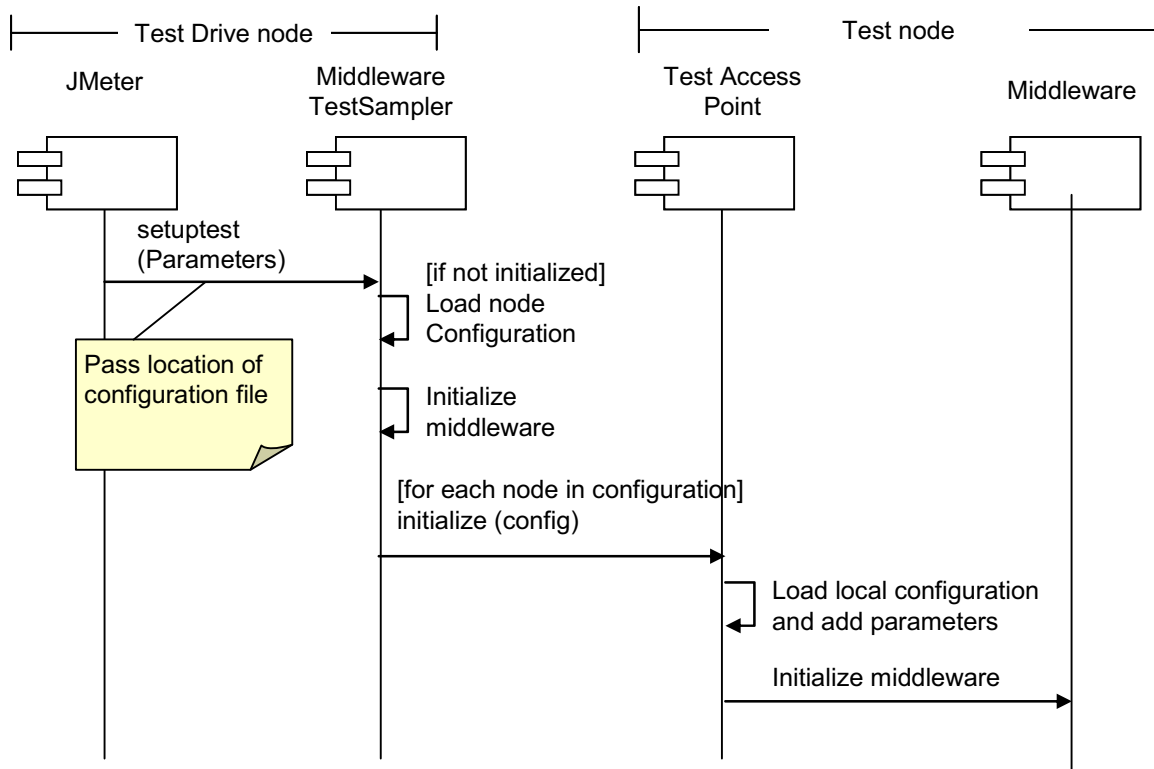 Test Drive node
Test node
JMeter
Middleware
TestSampler
Test Access
Point
Middleware
setuptest
(Parameters)
[if not initialized]
Load node
Configuration
Pass location of
configuration file
Initialize
middleware
[for each node in configuration]
initialize (config)
Load local configuration
and add parameters
Initialize middleware